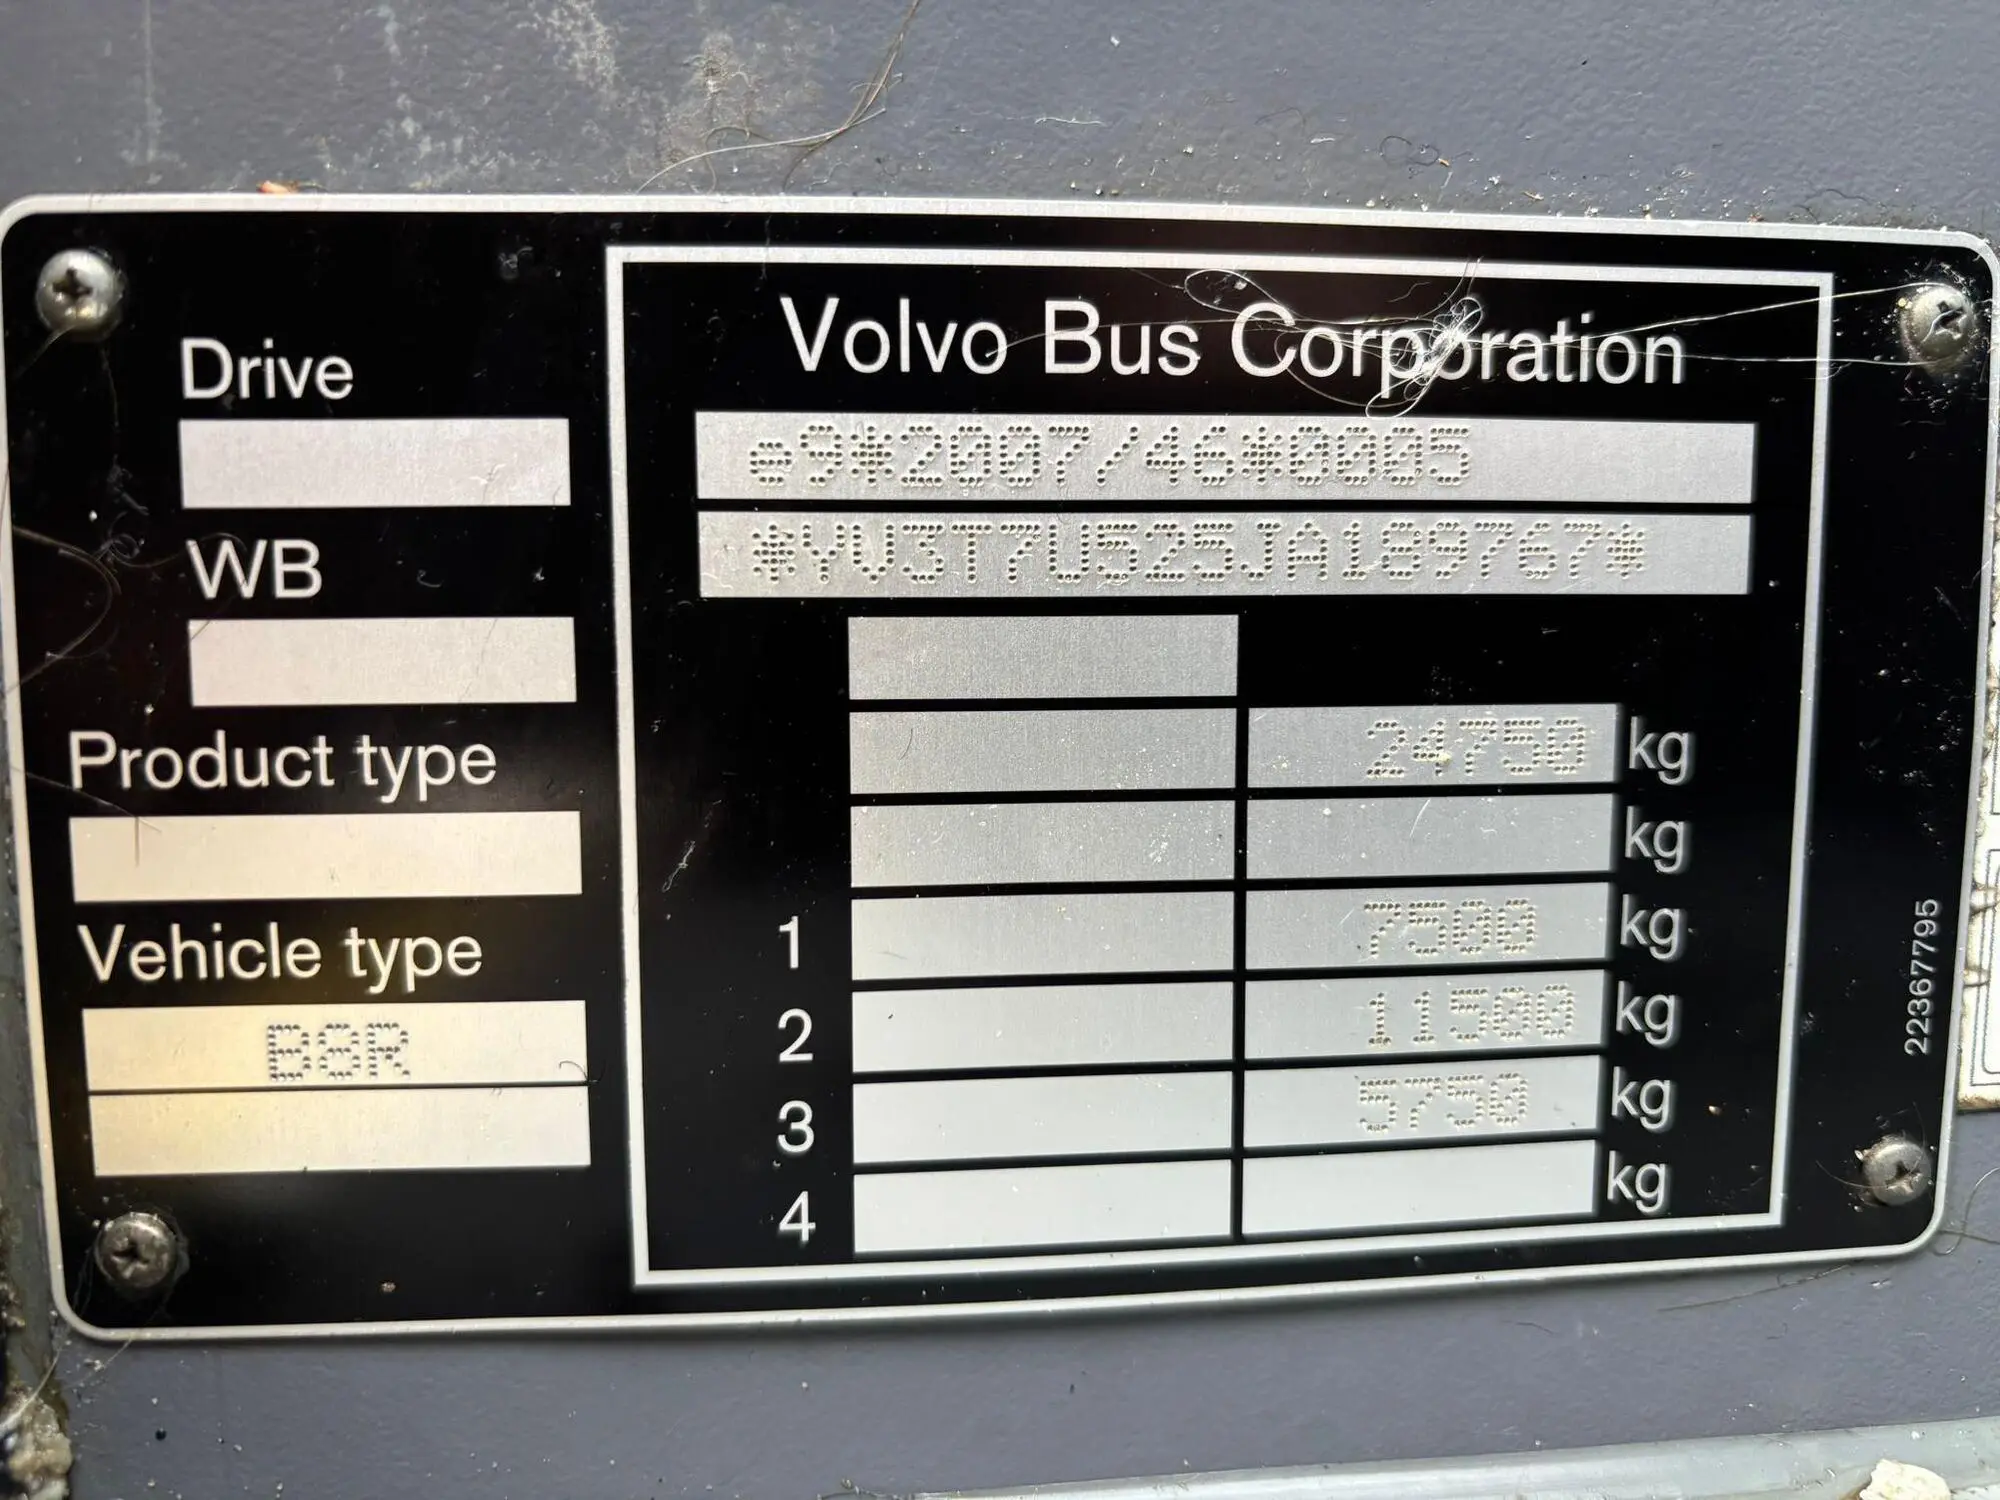 Volvo Bus Corporation
e9*2007/46*0005
*YV3T7U525JA189767*
Drive
WB
Product type
Vehicle type
B8R
24750 kg
kg
1 7500 kg
2 11500 kg
3 5750 kg
4 kg
22367795